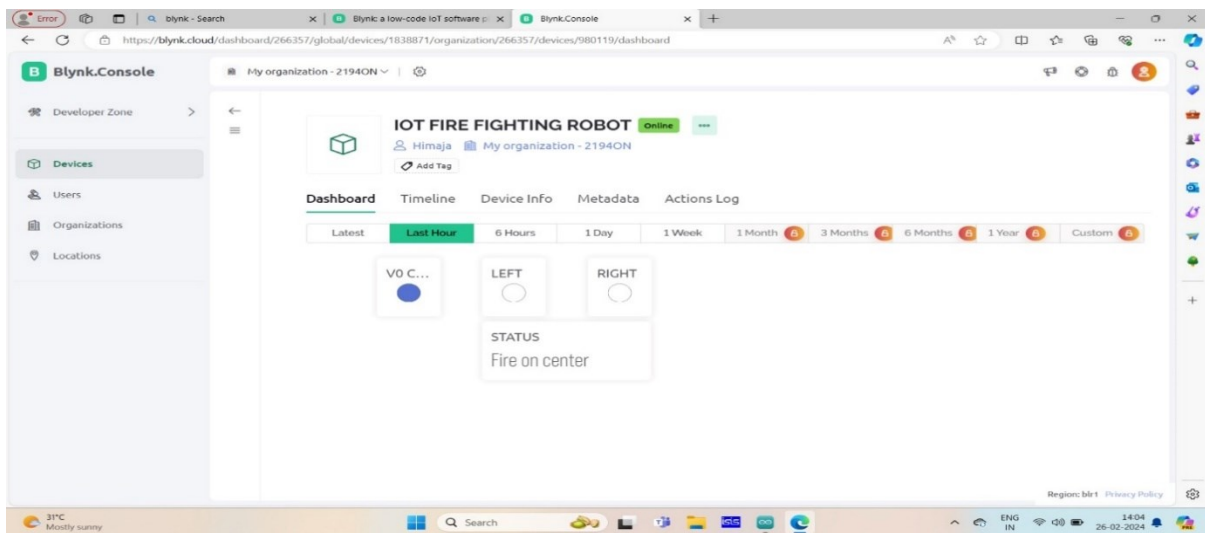 Error
blynk - Search
Blynk: a low-code IoT software p
Blynk.Console
https://blynk.cloud/dashboard/266357/global/devices/1838871/organization/266357/devices/980119/dashboard
B Blynk.Console
My organization - 2194ON
Developer Zone
Devices
Users
Organizations
Locations
IOT FIRE FIGHTING ROBOT Online
Himaja My organization - 2194ON
Add Tag
Dashboard Timeline Device Info Metadata Actions Log
Latest Last Hour 6 Hours 1 Day 1 Week 1 Month 3 Months 6 Months 1 Year Custom
V0 C... LEFT RIGHT
STATUS
Fire on center
Region: blr1 Privacy Policy
31°C
Mostly sunny
Search
ENG
IN
14:04
26-02-2024